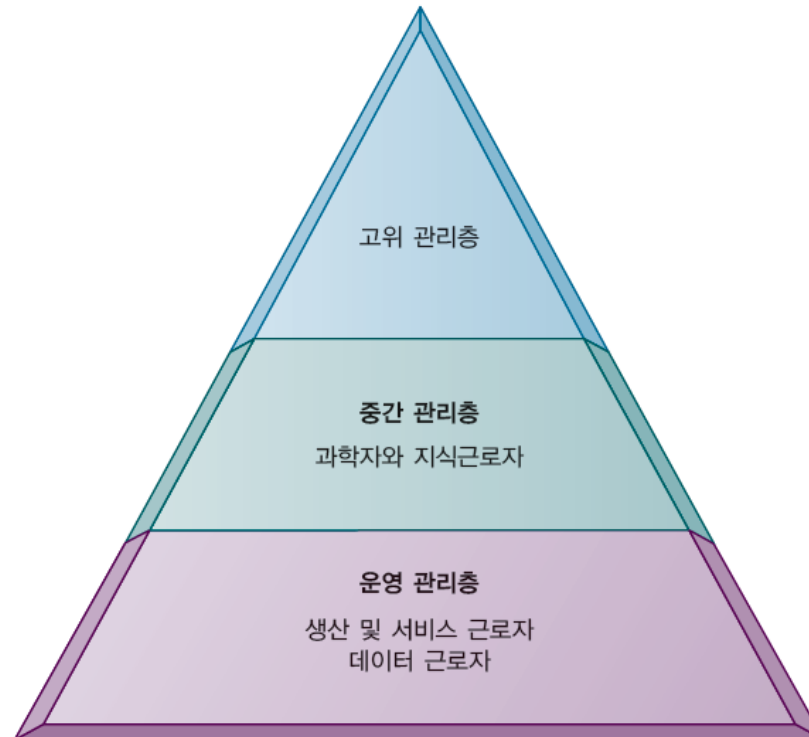 고위 관리층
중간 관리층
과학자와 지식근로자
운영 관리층
생산 및 서비스 근로자
데이터 근로자